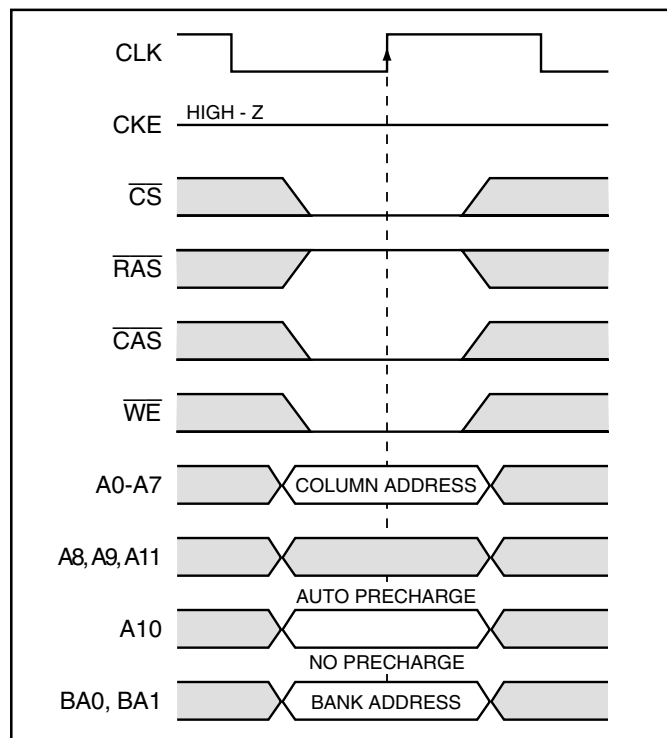 CLK
HIGH - Z
CKE
CS
RAS
CAS
WE
A0-A7
COLUMN ADDRESS
A8, A9, A11
AUTO PRECHARGE
A10
NO PRECHARGE
BA0, BA1
BANK ADDRESS